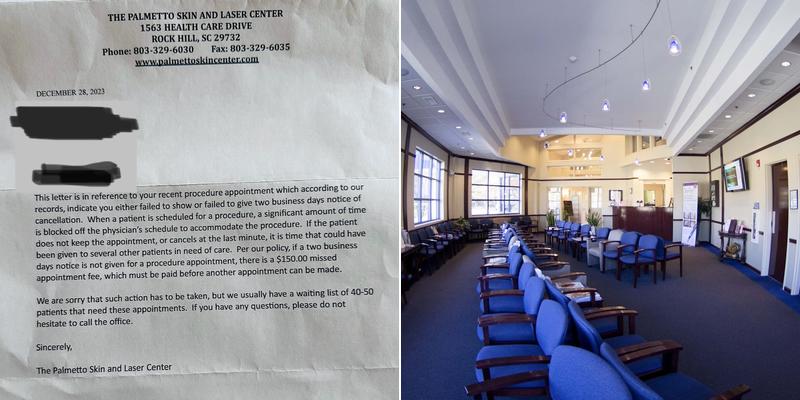 THE PALMETTO SKIN AND LASER CENTER
1563 HEALTH CARE DRIVE
ROCK HILL, SC 29732
Phone: 803-329-6030 Fax: 803-329-6035
www.palmettoskincenter.com
DECEMBER 28, 2023
This letter is in reference to your recent procedure appointment which according to our
records, indicate you either failed to show or failed to give two business days notice of
cancellation. When a patient is scheduled for a procedure, a significant amount of time
is blocked off the physician's schedule to accommodate the procedure. If the patient
does not keep the appointment, or cancels at the last minute, it is time that could have
been given to several other patients in need of care. Per our policy, if a two business
days notice is not given for a procedure appointment, there is a $150.00 missed
appointment fee, which must be paid before another appointment can be made.
We are sorry that such action has to be taken, but we usually have a waiting list of 40-50
patients that need these appointments. If you have any questions, please do not
hesitate to call the office.
Sincerely,
The Palmetto Skin and Laser Center